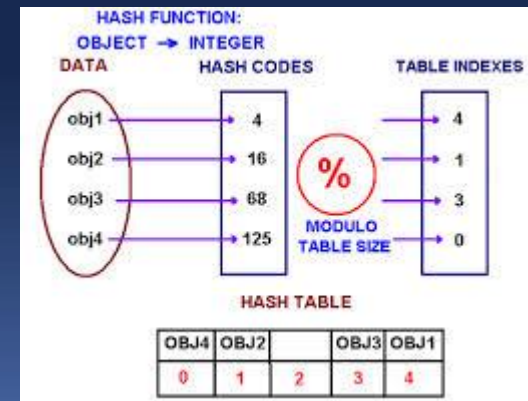 HASH FUNCTION:
OBJECT → INTEGER
DATA HASH CODES TABLE INDEXES
obj1 4 4
obj2 16 1
% 
obj3 68 3
MODULO
obj4 125 TABLE SIZE 0
HASH TABLE
OBJ4 OBJ2 OBJ3 OBJ1
0 1 2 3 4